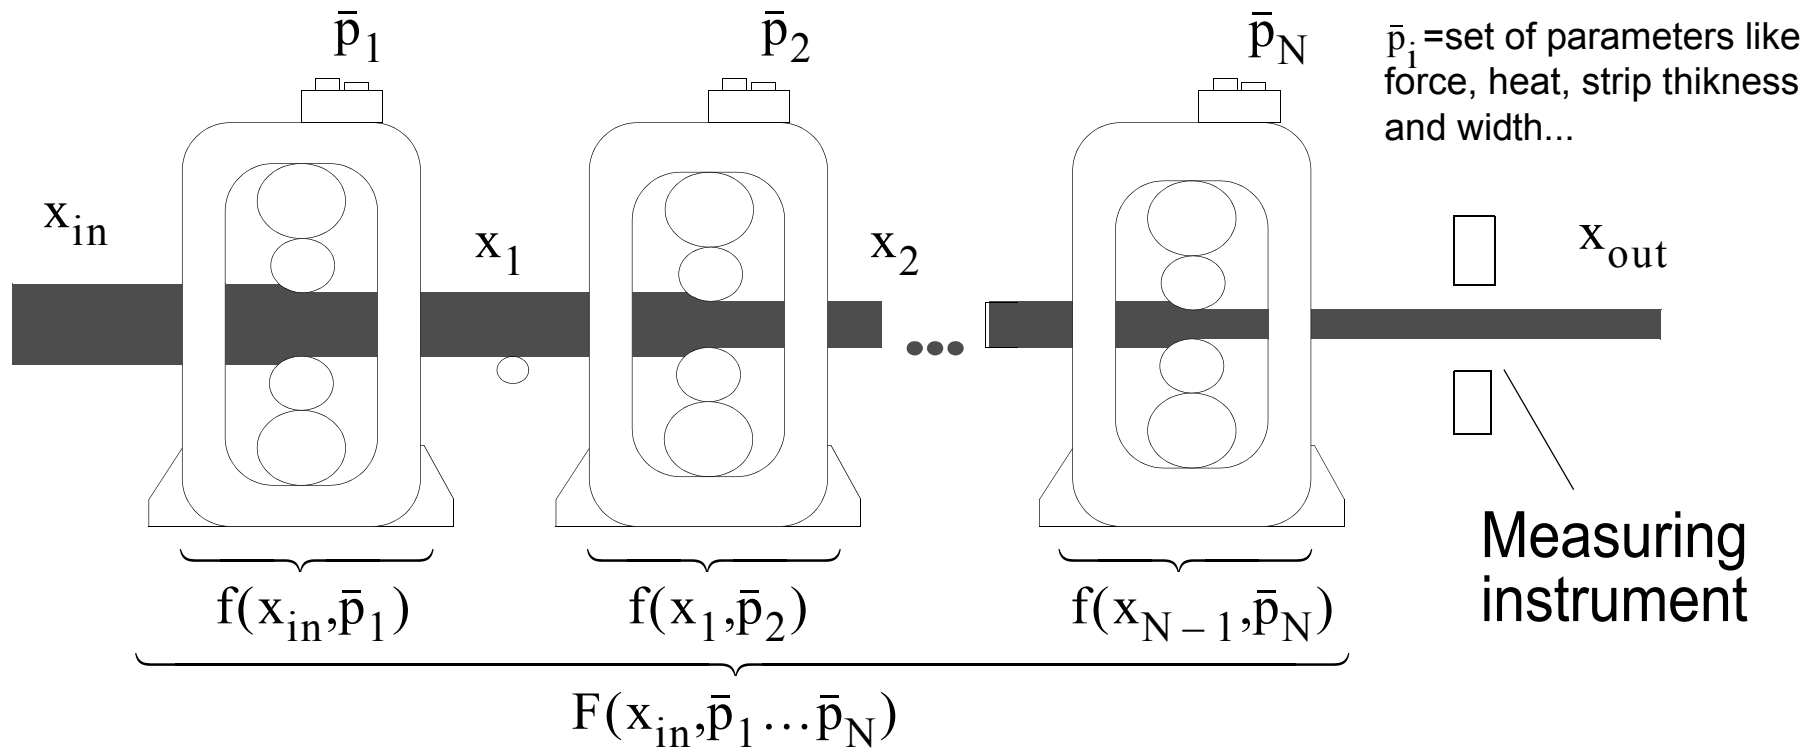 p̄1
p̄2
p̄N
p̄i=set of parameters like
force, heat, strip thikness
and width...
xin
x1
x2
xout
Measuring
instrument
f(xin,p̄1)
f(x1,p̄2)
f(xN – 1,p̄N)
F(xin,p̄1…p̄N)